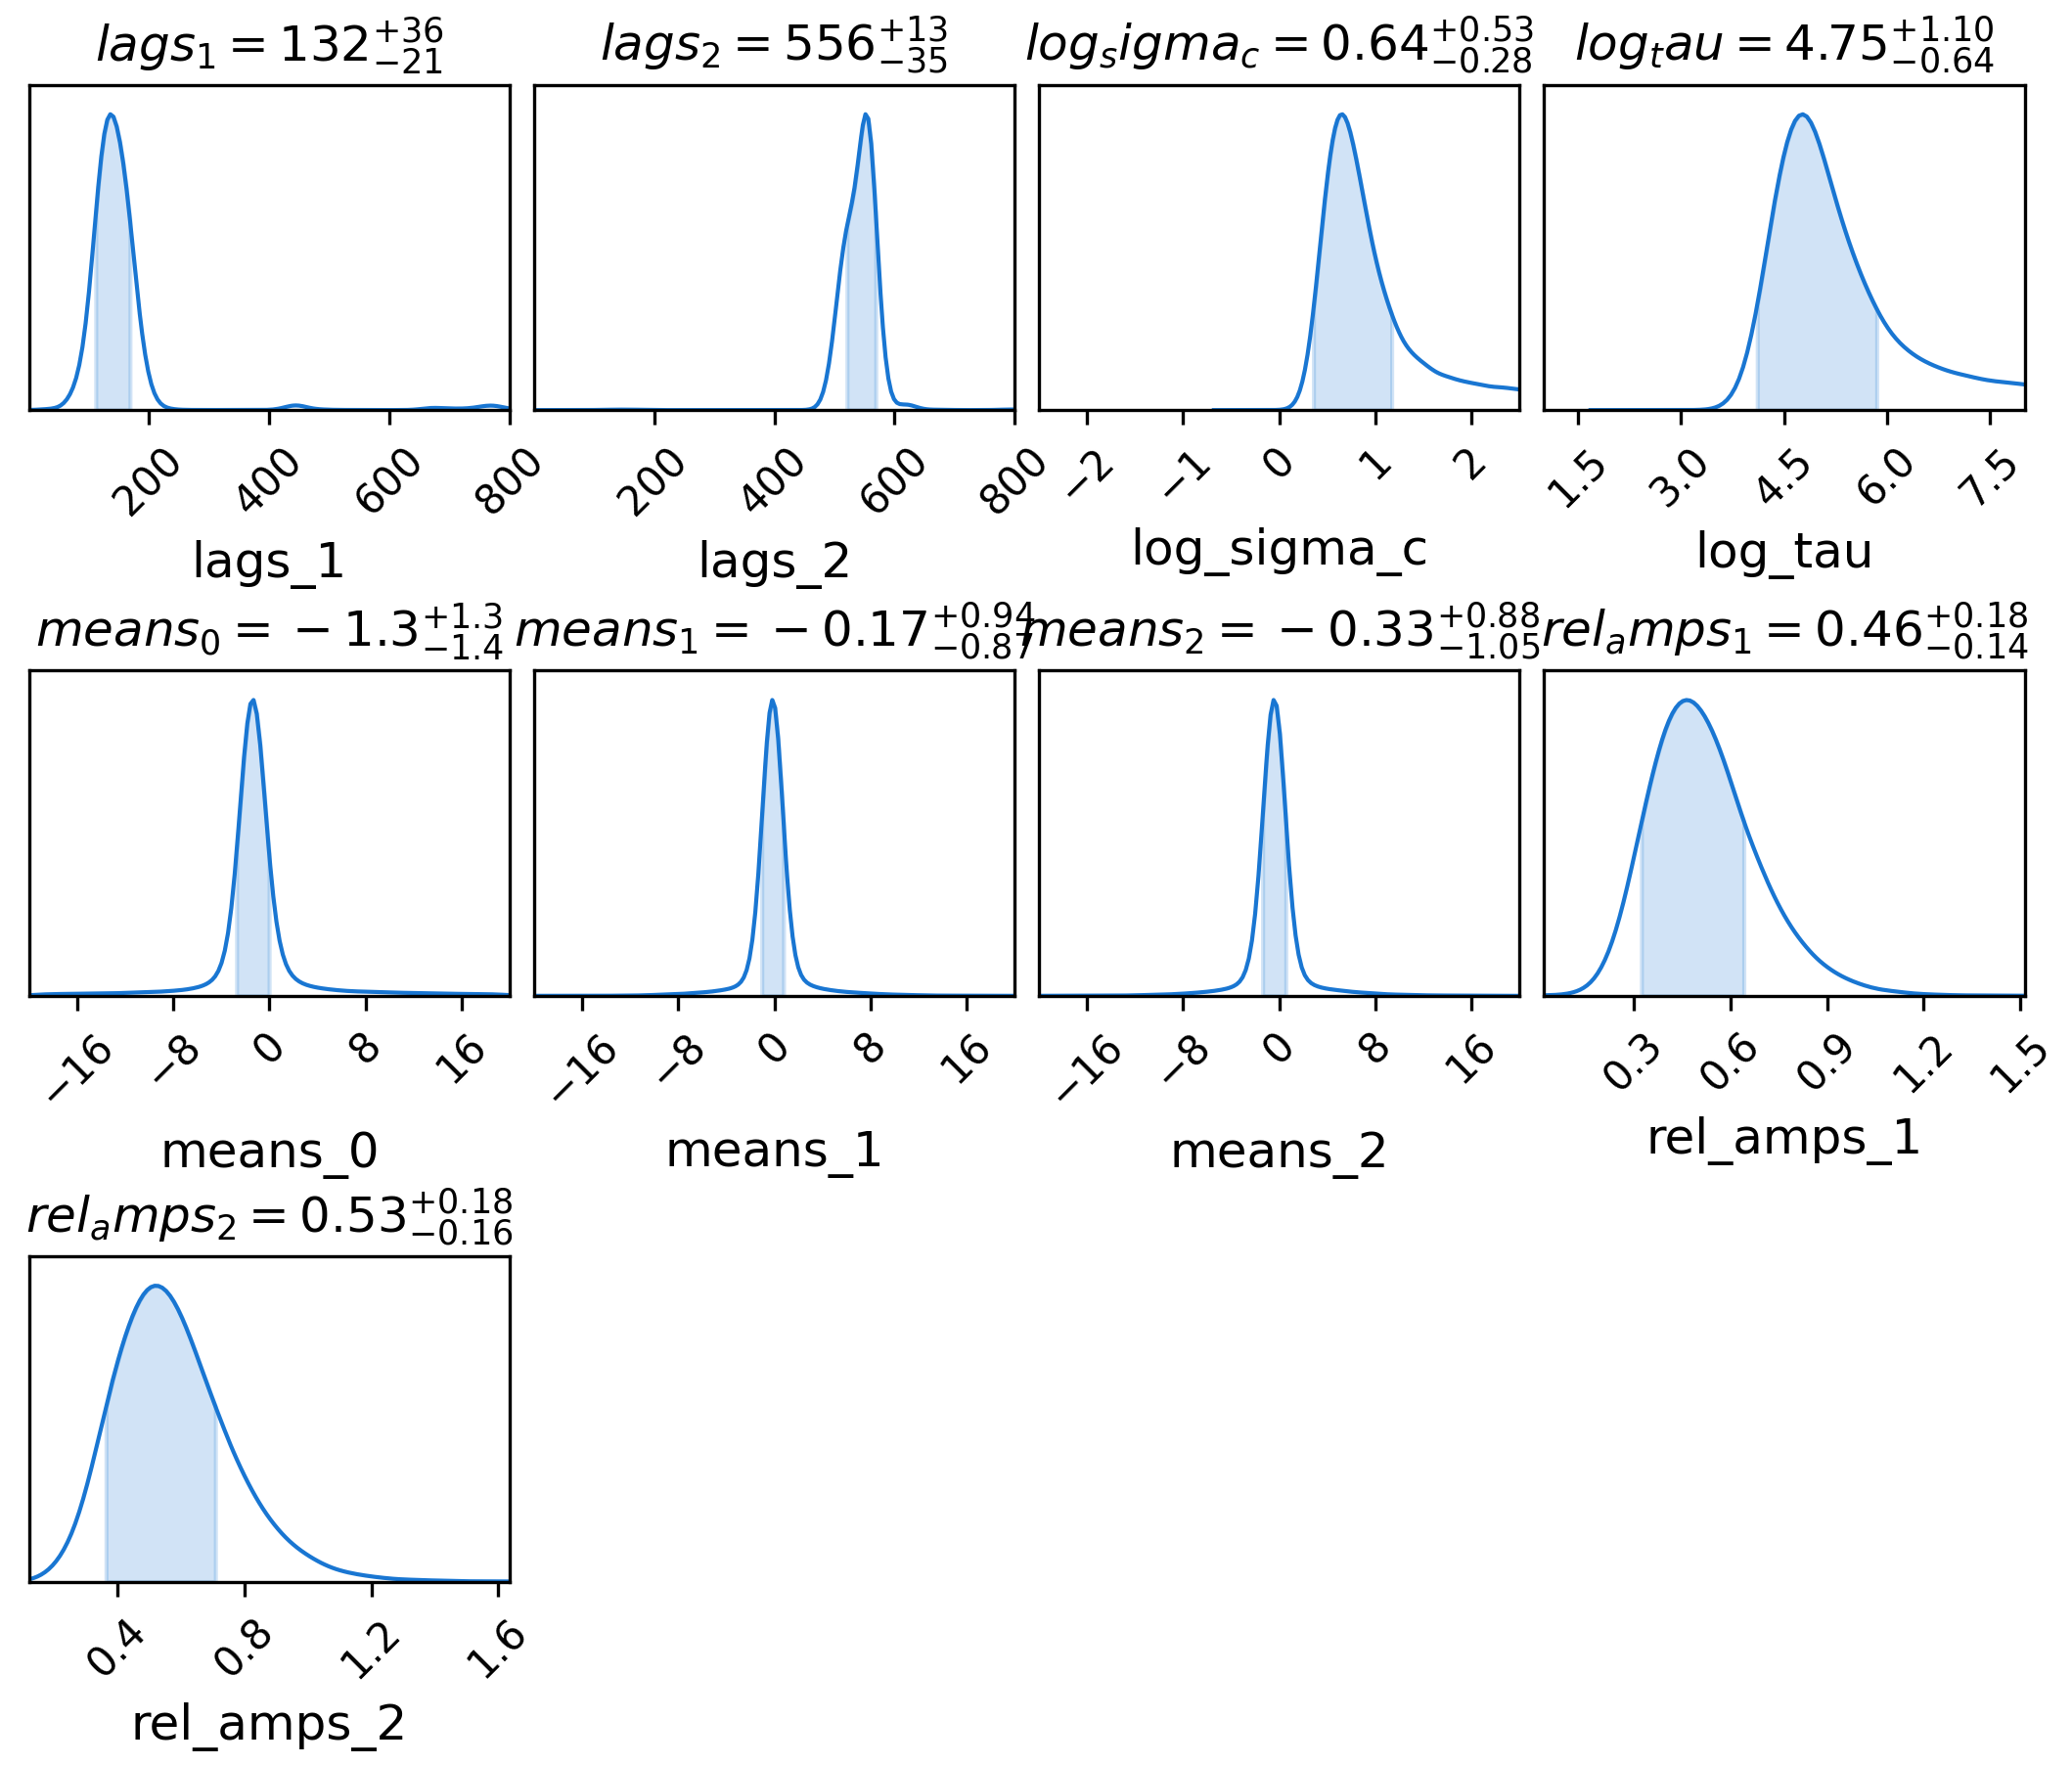 lags₁ = 132⁺³⁶₋₂₁ lags₂ = 556⁺¹³₋₃₅ logₛigma_c = 0.64⁺⁰·⁵³₋₀.₂₈ logₜau = 4.75⁺¹·¹⁰₋₀.₆₄
200 400 600 800 200 400 600 800 −2 −1 0 1 2 1.5 3.0 4.5 6.0 7.5
lags_1 lags_2 log_sigma_c log_tau
means₀ = −1.3⁺¹·³₋₁.₄ means₁ = −0.17⁺⁰·⁹⁴₋₀.₈₇ means₂ = −0.33⁺⁰·⁸⁸₋₁.₀₅ relₐmps₁ = 0.46⁺⁰·¹⁸₋₀.₁₄
−16 −8 0 8 16 −16 −8 0 8 16 −16 −8 0 8 16 0.3 0.6 0.9 1.2 1.5
means_0 means_1 means_2 rel_amps_1
relₐmps₂ = 0.53⁺⁰·¹⁸₋₀.₁₆
0.4 0.8 1.2 1.6
rel_amps_2